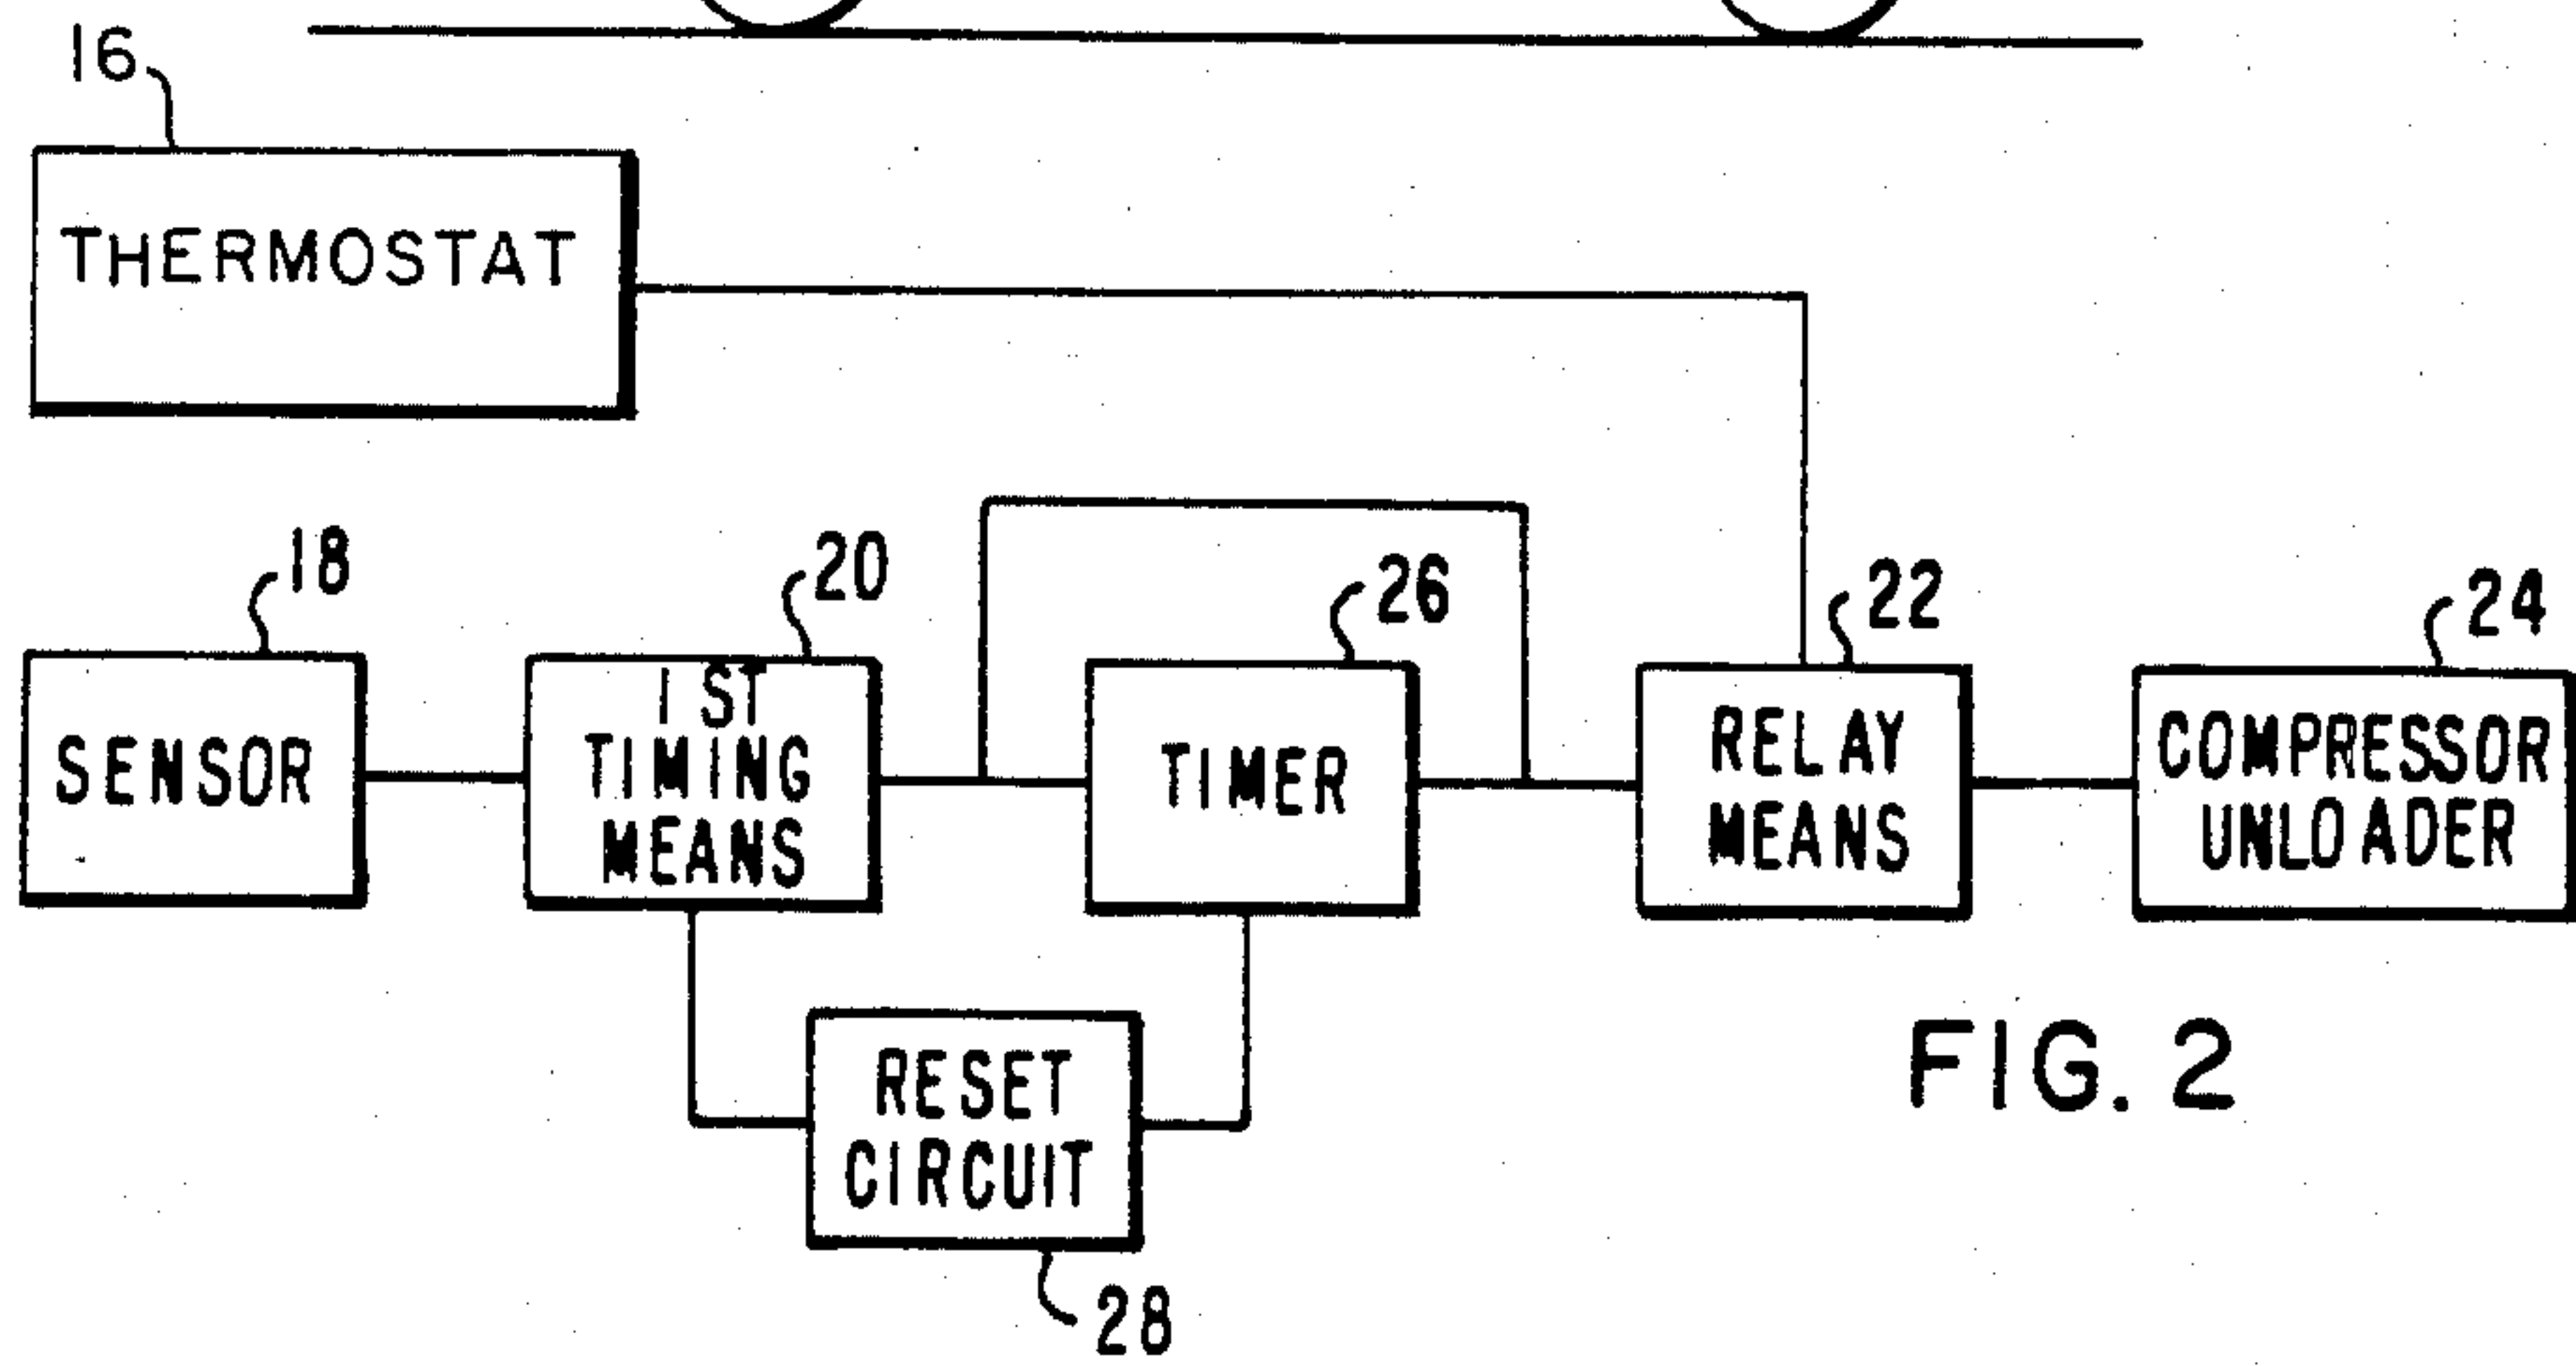 16
THERMOSTAT
18
20
26
22
24
SENSOR
1 ST
TIMING
MEANS
TIMER
RELAY
MEANS
COMPRESSOR
UNLOADER
RESET
CIRCUIT
28
FIG. 2